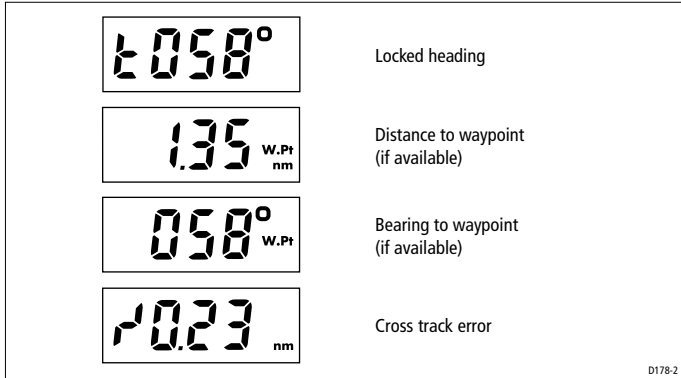 t058°
Locked heading
1.35 W.Pt nm
Distance to waypoint
(if available)
058° W.Pt
Bearing to waypoint
(if available)
r0.23 nm
Cross track error
D178-2